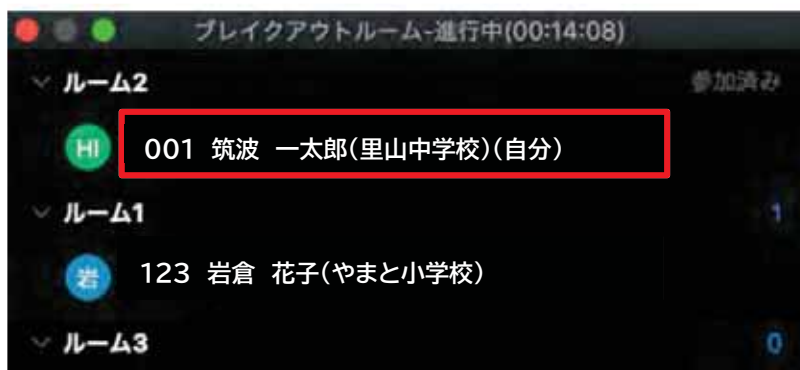 ブレイクアウトルーム-進行中(00:14:08)
ルーム2 参加済み
HI 001 筑波 一太郎(里山中学校)(自分)
ルーム1 1
岩 123 岩倉 花子(やまと小学校)
ルーム3 0